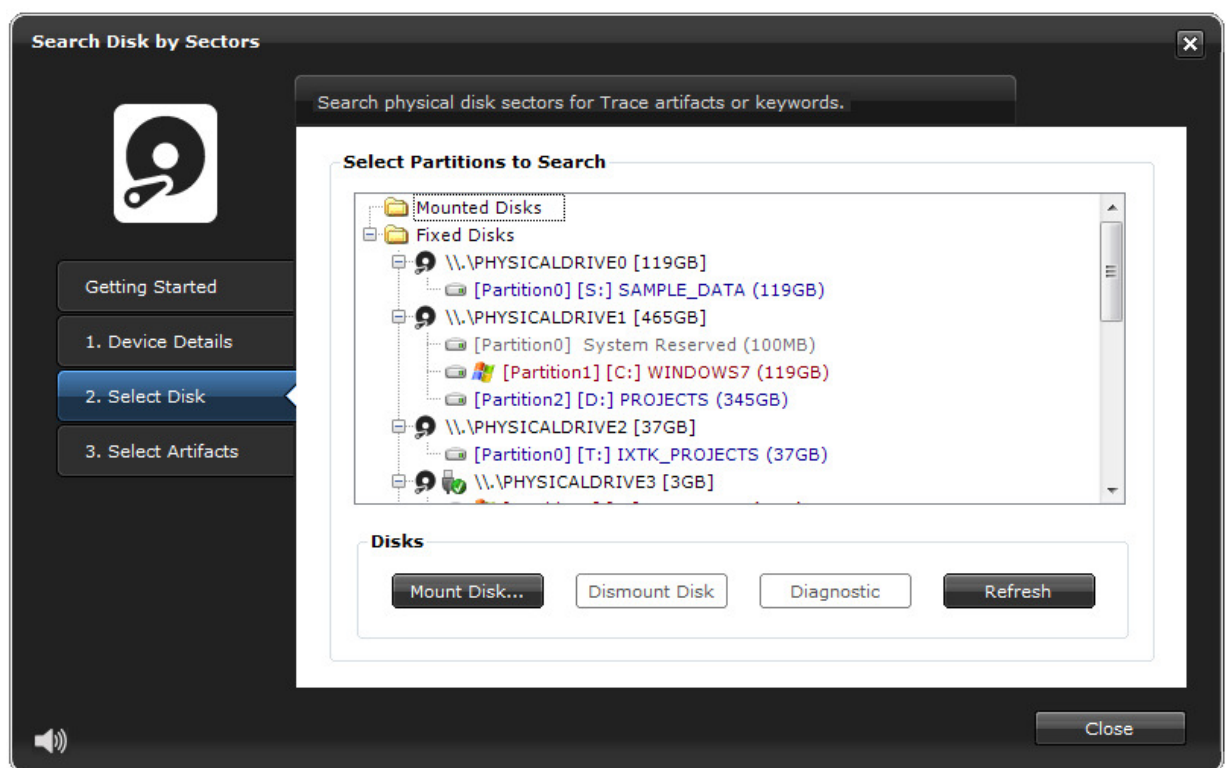 Search Disk by Sectors
Search physical disk sectors for Trace artifacts or keywords.
Getting Started
1. Device Details
2. Select Disk
3. Select Artifacts
Select Partitions to Search
Mounted Disks
Fixed Disks
\\.\PHYSICALDRIVE0 [119GB]
[Partition0] [S:] SAMPLE_DATA (119GB)
\\.\PHYSICALDRIVE1 [465GB]
[Partition0]  System Reserved (100MB)
[Partition1] [C:] WINDOWS7 (119GB)
[Partition2] [D:] PROJECTS (345GB)
\\.\PHYSICALDRIVE2 [37GB]
[Partition0] [T:] IXTK_PROJECTS (37GB)
\\.\PHYSICALDRIVE3 [3GB]
Disks
Mount Disk... Dismount Disk Diagnostic Refresh
Close